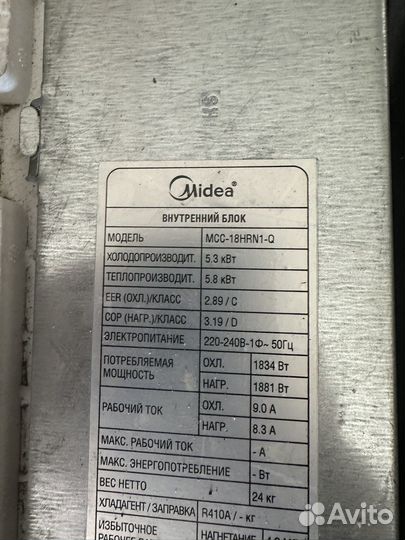 Midea®
ВНУТРЕННИЙ БЛОК
МОДЕЛЬ MCC-18HRN1-Q
ХОЛОДОПРОИЗВОДИТ. 5.3 кВт
ТЕПЛОПРОИЗВОДИТ. 5.8 кВт
EER (ОХЛ.)/КЛАСС 2.89 / C
COP (НАГР.)/КЛАСС 3.19 / D
ЭЛЕКТРОПИТАНИЕ 220-240В-1Ф~ 50Гц
ПОТРЕБЛЯЕМАЯ МОЩНОСТЬ ОХЛ. 1834 Вт
НАГР. 1881 Вт
РАБОЧИЙ ТОК ОХЛ. 9.0 А
НАГР. 8.3 А
МАКС. РАБОЧИЙ ТОК - А
МАКС. ЭНЕРГОПОТРЕБЛЕНИЕ - Вт
ВЕС НЕТТО 24 кг
ХЛАДАГЕНТ / ЗАПРАВКА R410A / - кг
ИЗБЫТОЧНОЕ НАГНЕТАНИЕ
РАБОЧЕЕ
Avito